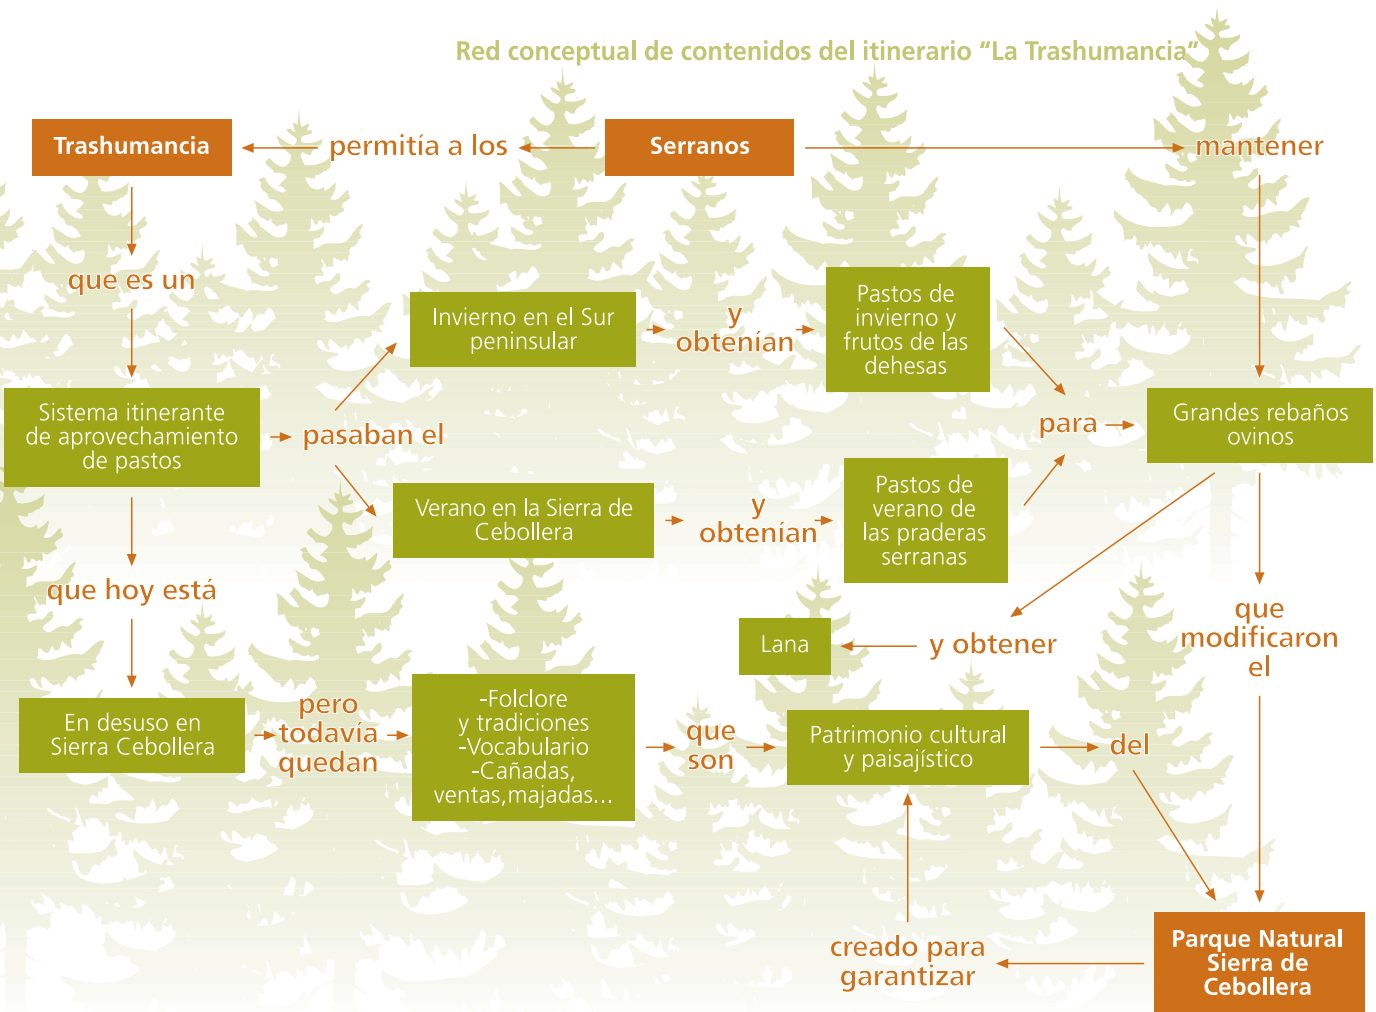 Red conceptual de contenidos del itinerario “La Trashumancia”
Trashumancia
permitía a los
Serranos
mantener
que es un
Invierno en el Sur
peninsular
y
obtenían
Pastos de
invierno y
frutos de las
dehesas
Sistema itinerante
de aprovechamiento
de pastos
pasaban el
para
Grandes rebaños
ovinos
Verano en la Sierra de
Cebollera
y
obtenían
Pastos de
verano de
las praderas
serranas
que hoy está
Lana
y obtener
que
modificaron
el
En desuso en
Sierra Cebollera
pero
todavía
quedan
-Folclore
y tradiciones
-Vocabulario
-Cañadas,
ventas,majadas...
que
son
Patrimonio cultural
y paisajístico
del
creado para
garantizar
Parque Natural
Sierra de
Cebollera